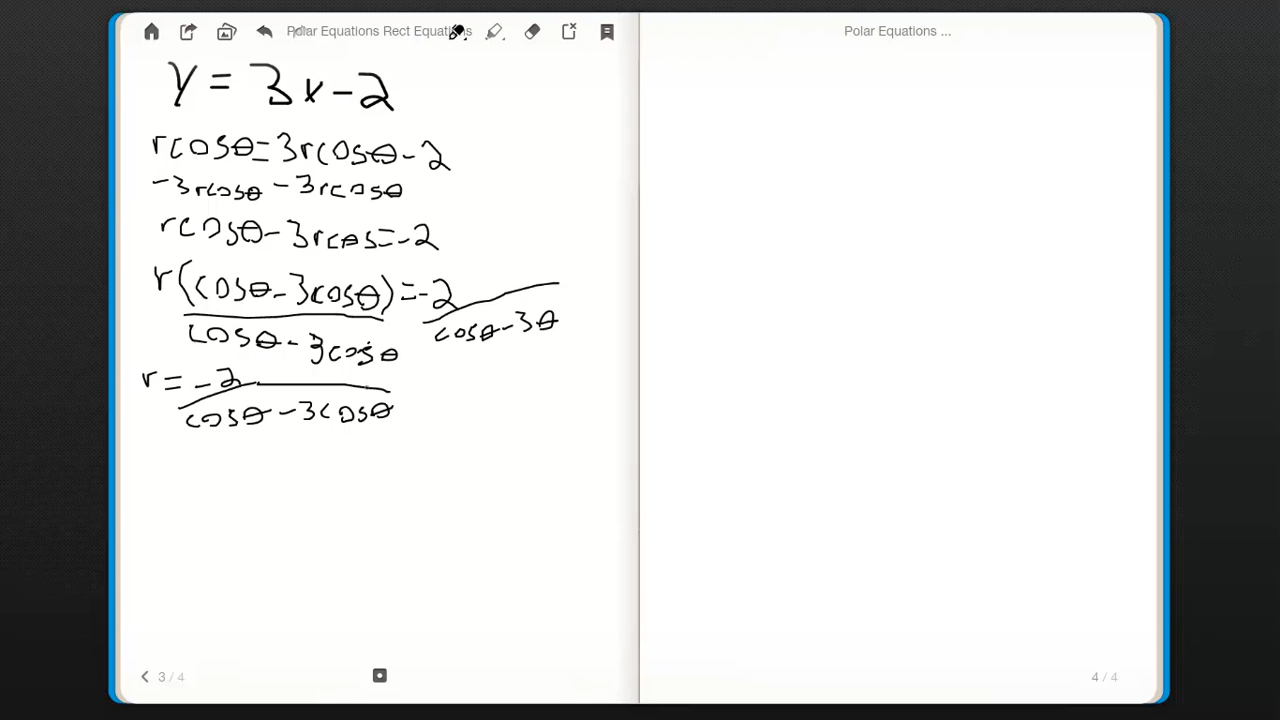 Polar Equations Rect Equations
Polar Equations ...
y = 3x - 2
rcosθ = 3rcosθ - 2
-3rcosθ - 3rcosθ
rcosθ - 3rcos = -2
r(cosθ - 3cosθ) = -2
cosθ - 3cosθ cosθ - 3θ
r = -2
cosθ - 3cosθ
3 / 4
4 / 4